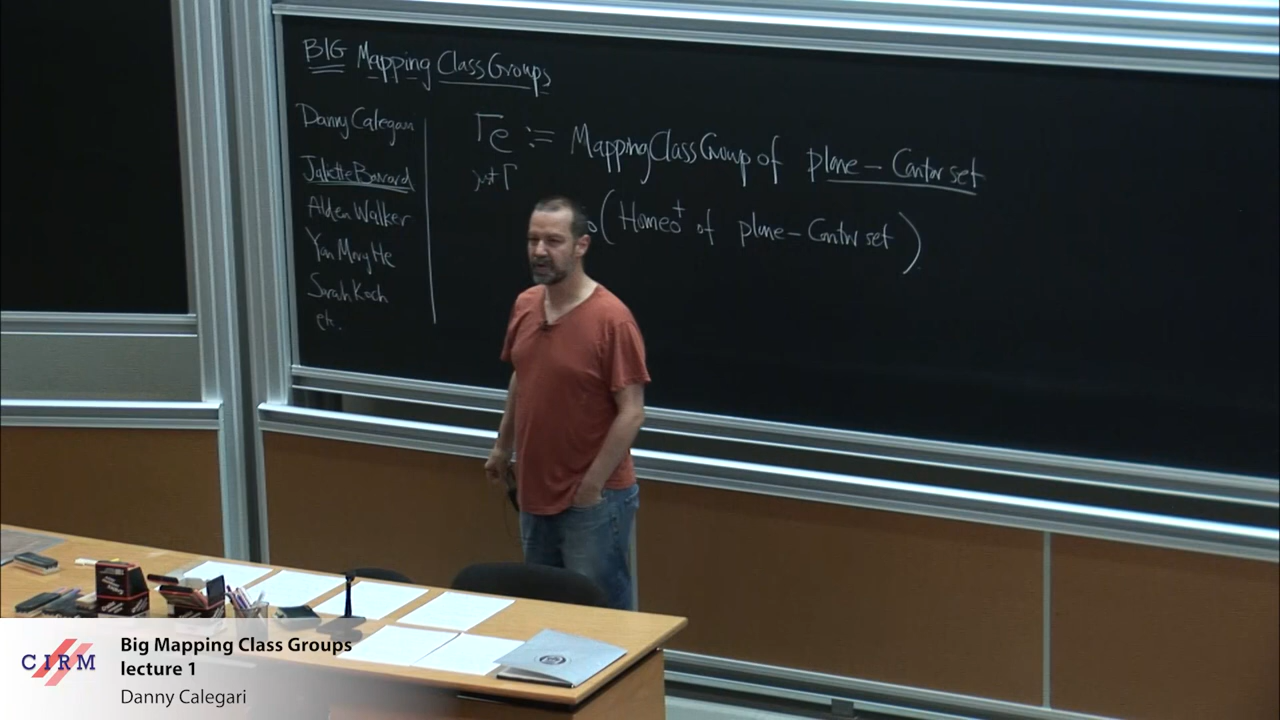 BIG Mapping Class Groups
Danny Calegari
Juliette Bavard
Alden Walker
Yan Mary He
Sarah Koch
etc.
Γe := Mapping Class Group of plane – Cantor set
just Γ
(Homeo⁺ of plane – Cantor set)
CIRM
Big Mapping Class Groups
lecture 1
Danny Calegari